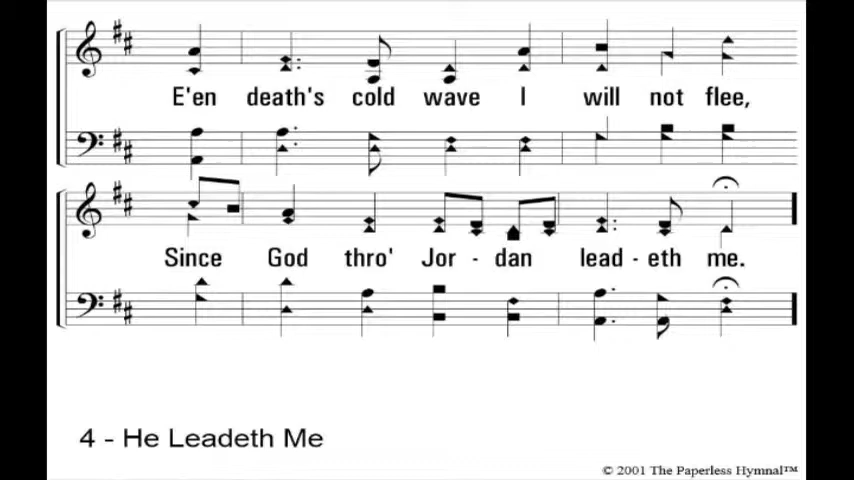 E'en death's cold wave I will not flee,
Since God thro' Jor - dan lead - eth me.
4 - He Leadeth Me
© 2001 The Paperless Hymnal™